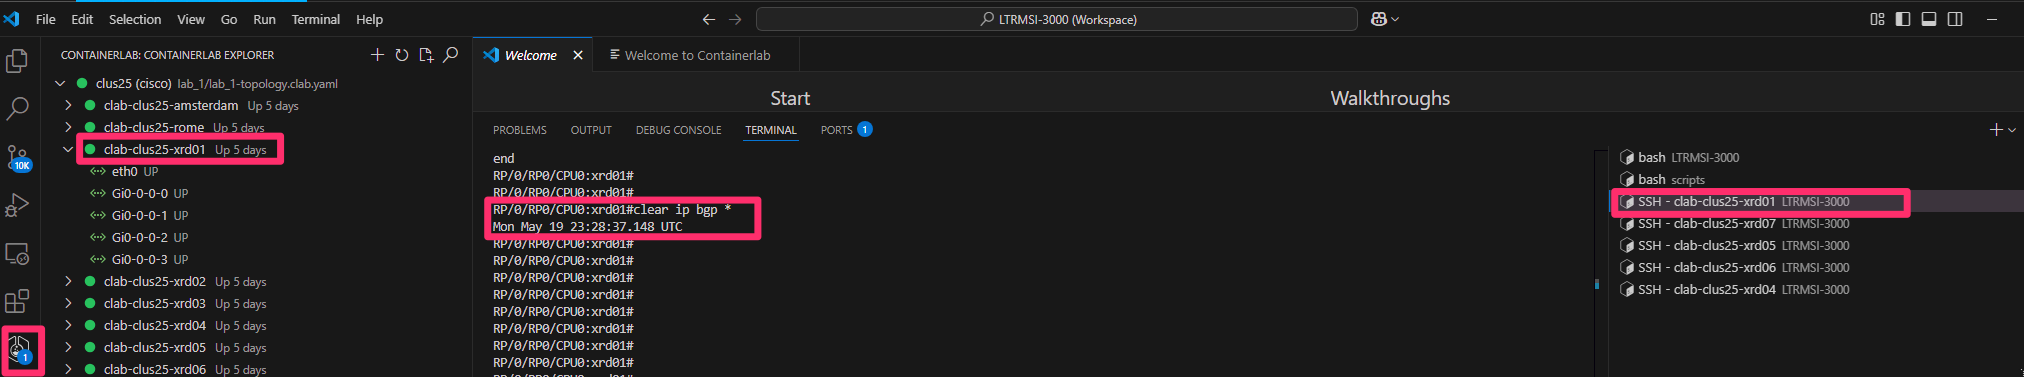 File Edit Selection View Go Run Terminal Help
LTRMSI-3000 (Workspace)
CONTAINERLAB: CONTAINERLAB EXPLORER
clus25 (cisco) lab_1/lab_1-topology.clab.yaml
clab-clus25-amsterdam Up 5 days
clab-clus25-rome Up 5 days
clab-clus25-xrd01 Up 5 days
eth0 UP
Gi0-0-0-0 UP
Gi0-0-0-1 UP
Gi0-0-0-2 UP
Gi0-0-0-3 UP
clab-clus25-xrd02 Up 5 days
clab-clus25-xrd03 Up 5 days
clab-clus25-xrd04 Up 5 days
clab-clus25-xrd05 Up 5 days
clab-clus25-xrd06 Up 5 days
10K
1
Welcome
Welcome to Containerlab
Start
Walkthroughs
PROBLEMS OUTPUT DEBUG CONSOLE TERMINAL PORTS 1
end
RP/0/RP0/CPU0:xrd01#
RP/0/RP0/CPU0:xrd01#
RP/0/RP0/CPU0:xrd01#clear ip bgp *
Mon May 19 23:28:37.148 UTC
RP/0/RP0/CPU0:xrd01#
RP/0/RP0/CPU0:xrd01#
RP/0/RP0/CPU0:xrd01#
RP/0/RP0/CPU0:xrd01#
RP/0/RP0/CPU0:xrd01#
RP/0/RP0/CPU0:xrd01#
RP/0/RP0/CPU0:xrd01#
RP/0/RP0/CPU0:xrd01#
bash LTRMSI-3000
bash scripts
SSH - clab-clus25-xrd01 LTRMSI-3000
SSH - clab-clus25-xrd07 LTRMSI-3000
SSH - clab-clus25-xrd05 LTRMSI-3000
SSH - clab-clus25-xrd06 LTRMSI-3000
SSH - clab-clus25-xrd04 LTRMSI-3000